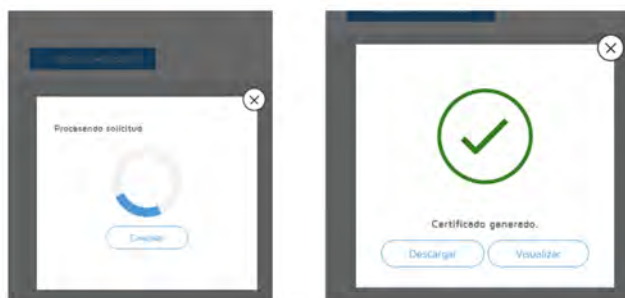 Procesando solicitud
Cancelar
Certificado generado.
Descargar Visualizar